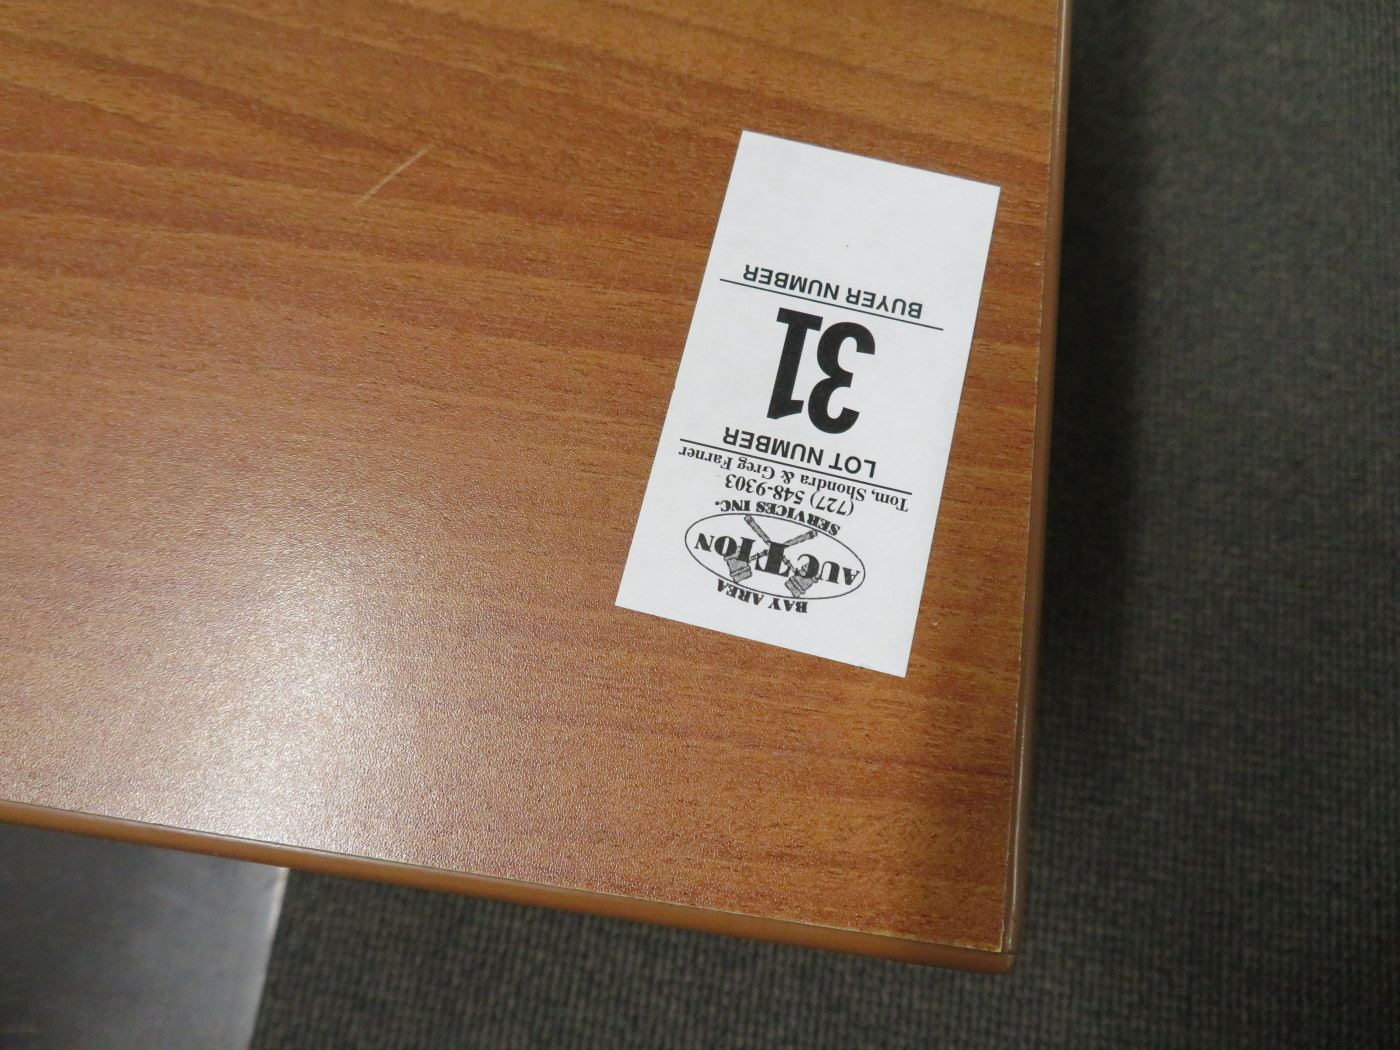 BAY AREA
AUCTION
SERVICES INC.
(727) 548-9303
Tom, Shondra & Greg Farner
LOT NUMBER
31
BUYER NUMBER